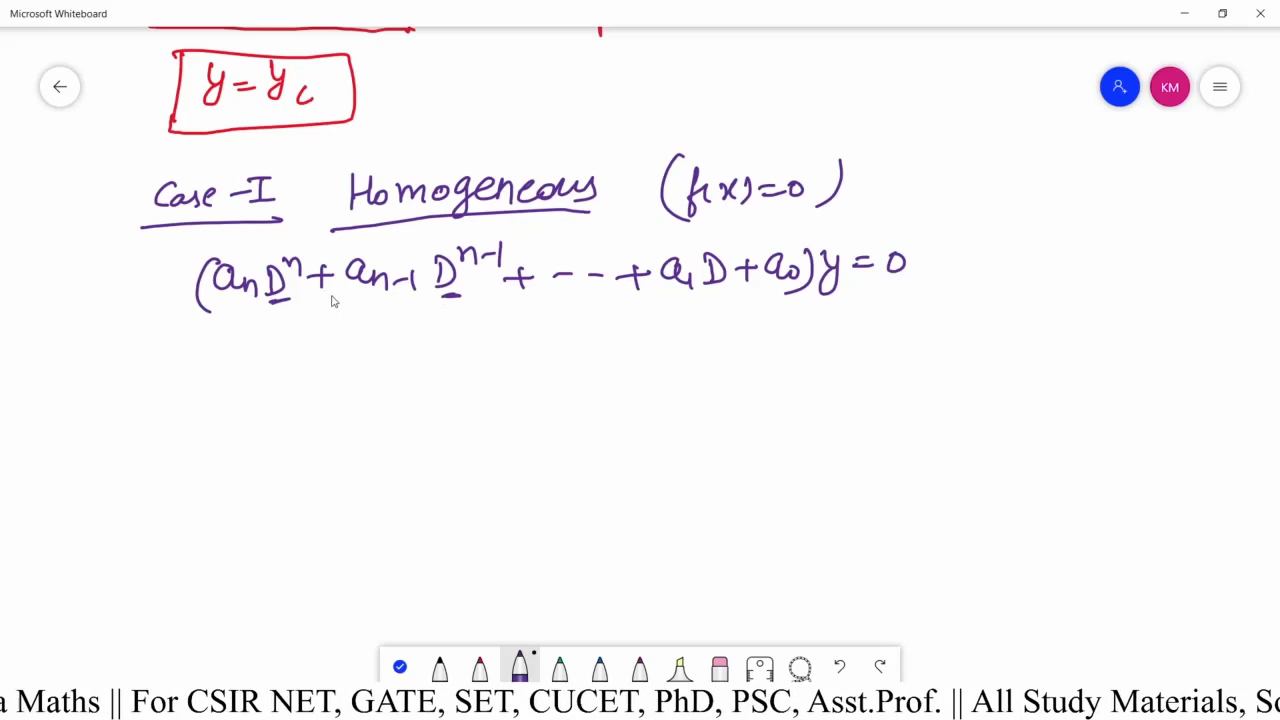 Microsoft Whiteboard
y = y_c
KM
Case - I Homogeneous (f(x) = 0)
(a_n D^n + a_{n-1} D^{n-1} + - - - + a_1 D + a_0) y = 0
a Maths || For CSIR NET, GATE, SET, CUCET, PhD, PSC, Asst.Prof. || All Study Materials, Sc